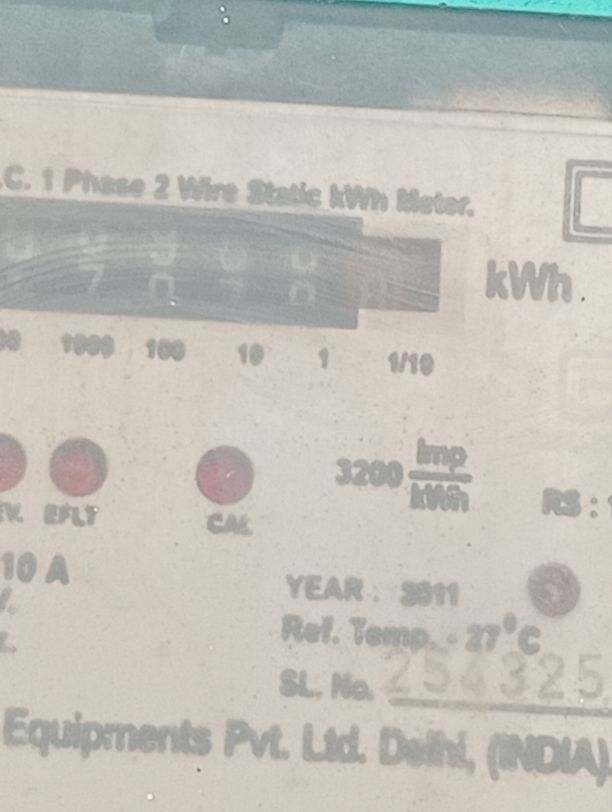 .C. 1 Phase 2 Wire Static kWh Meter.
kWh
1000 100 10 1 1/10
3200 Imp
kWh
EFLT
CAL
RS :
10 A
YEAR : 2011
Ref. Temp. - 27°C
SL. No. 254325
Equipments Pvt. Ltd. Delhi, (INDIA)